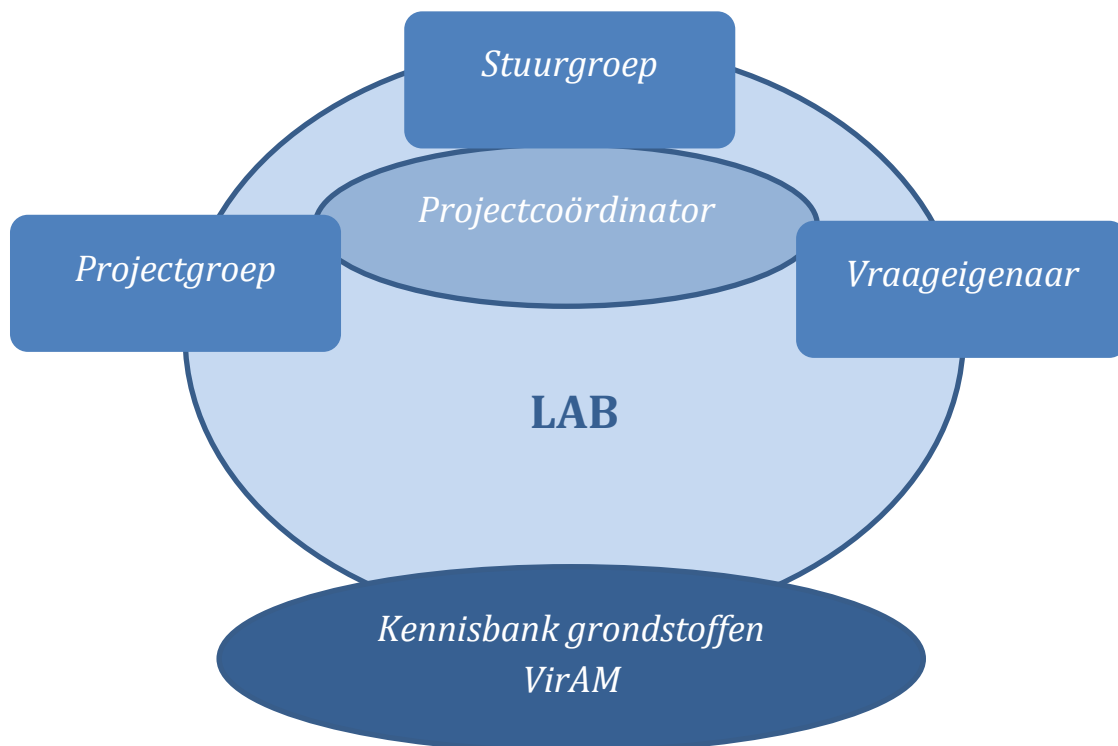 Stuurgroep
Projectcoördinator
Projectgroep
Vraageigenaar
LAB
Kennisbank grondstoffen
VirAM